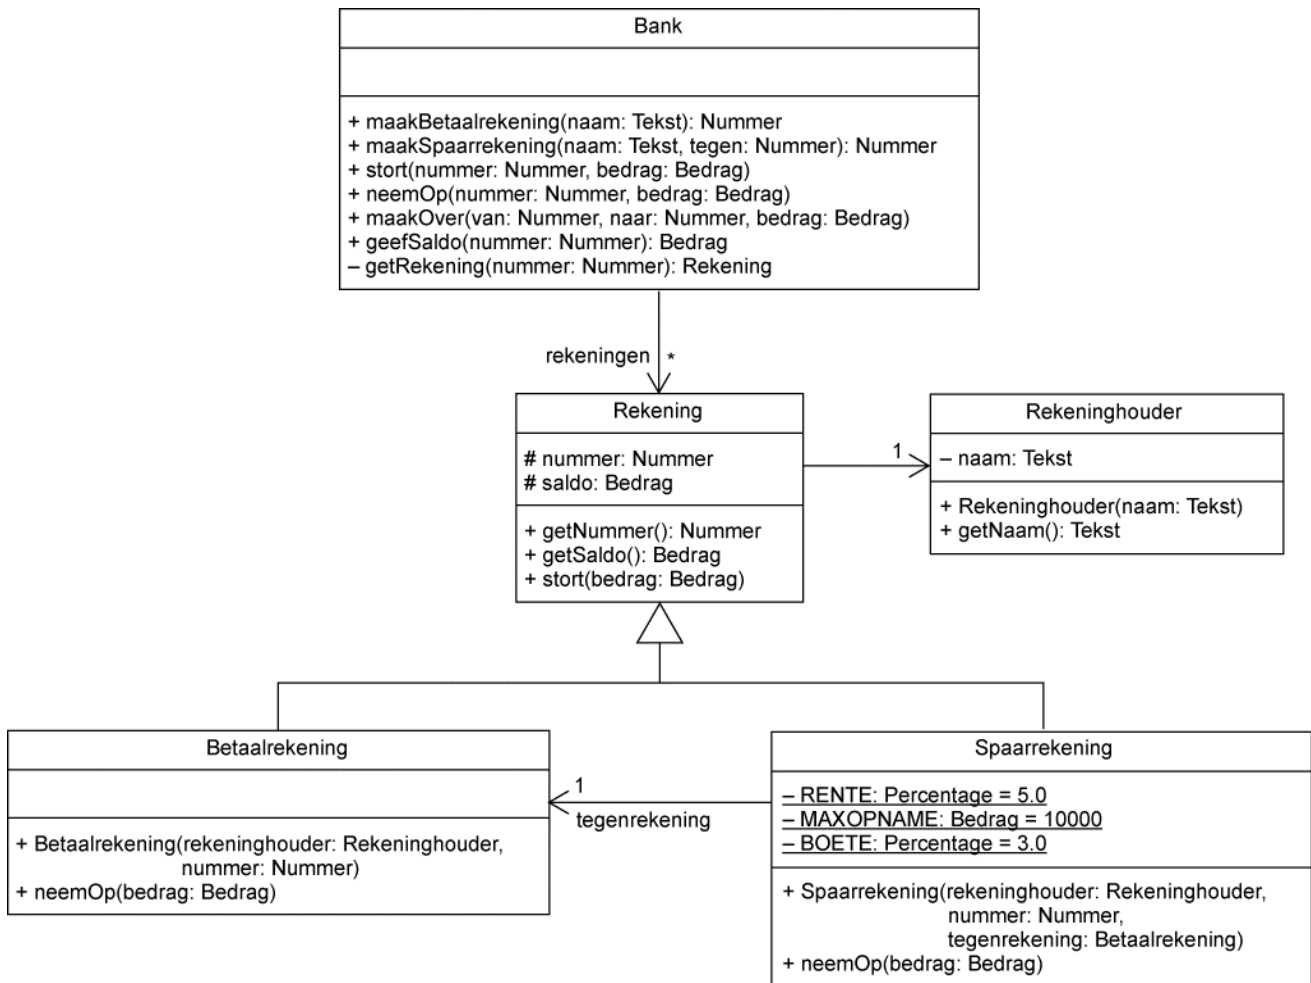 Bank
+ maakBetaalrekening(naam: Tekst): Nummer
+ maakSpaarrekening(naam: Tekst, tegen: Nummer): Nummer
+ stort(nummer: Nummer, bedrag: Bedrag)
+ neemOp(nummer: Nummer, bedrag: Bedrag)
+ maakOver(van: Nummer, naar: Nummer, bedrag: Bedrag)
+ geefSaldo(nummer: Nummer): Bedrag
– getRekening(nummer: Nummer): Rekening
rekeningen *
Rekening
# nummer: Nummer
# saldo: Bedrag
+ getNummer(): Nummer
+ getSaldo(): Bedrag
+ stort(bedrag: Bedrag)
1
Rekeninghouder
– naam: Tekst
+ Rekeninghouder(naam: Tekst)
+ getNaam(): Tekst
Betaalrekening
+ Betaalrekening(rekeninghouder: Rekeninghouder,
nummer: Nummer)
+ neemOp(bedrag: Bedrag)
1
tegenrekening
Spaarrekening
– RENTE: Percentage = 5.0
– MAXOPNAME: Bedrag = 10000
– BOETE: Percentage = 3.0
+ Spaarrekening(rekeninghouder: Rekeninghouder,
nummer: Nummer,
tegenrekening: Betaalrekening)
+ neemOp(bedrag: Bedrag)